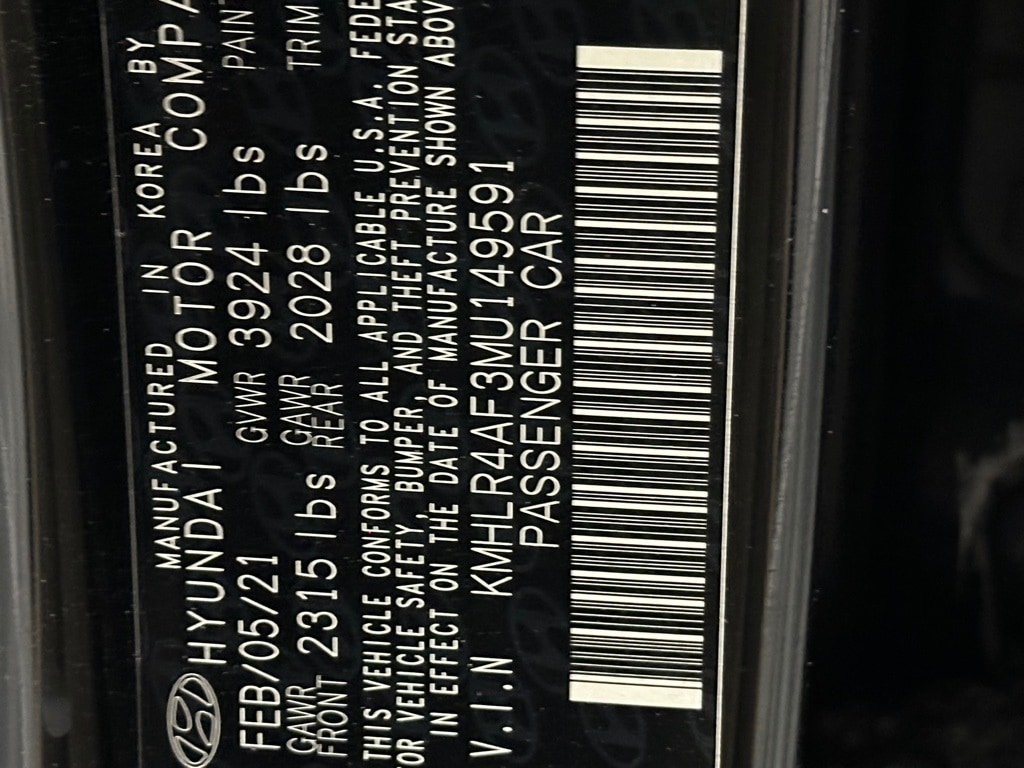 MANUFACTURED IN KOREA BY
HYUNDAI MOTOR COMPA
FEB/05/21 GVWR 3924 lbs PAINT
GAWR FRONT 2315 lbs GAWR REAR 2028 lbs TRIM
THIS VEHICLE CONFORMS TO ALL APPLICABLE U.S.A. FEDE
OR VEHICLE SAFETY, BUMPER, AND THEFT PREVENTION STA
IN EFFECT ON THE DATE OF MANUFACTURE SHOWN ABOV
V.I.N KMHLR4AF3MU149591
PASSENGER CAR